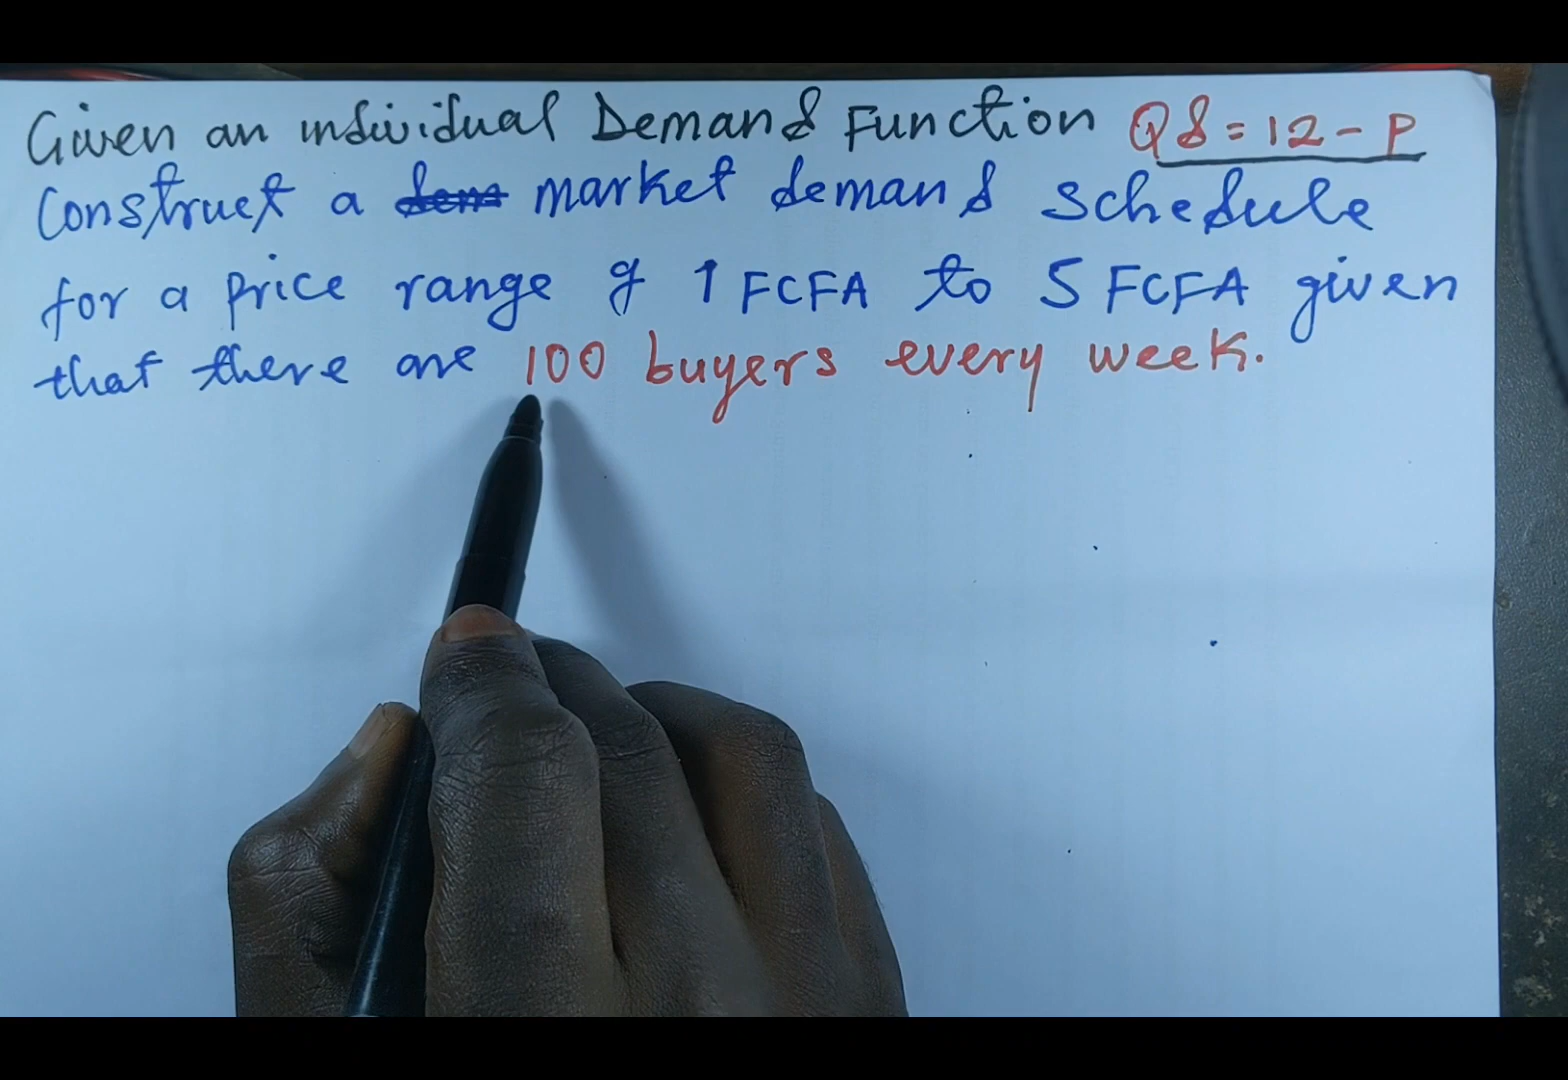 Given an individual Demand Function Qd = 12 - P
Construct a market demand schedule
for a price range of 1 FCFA to 5 FCFA given
that there are 100 buyers every week.